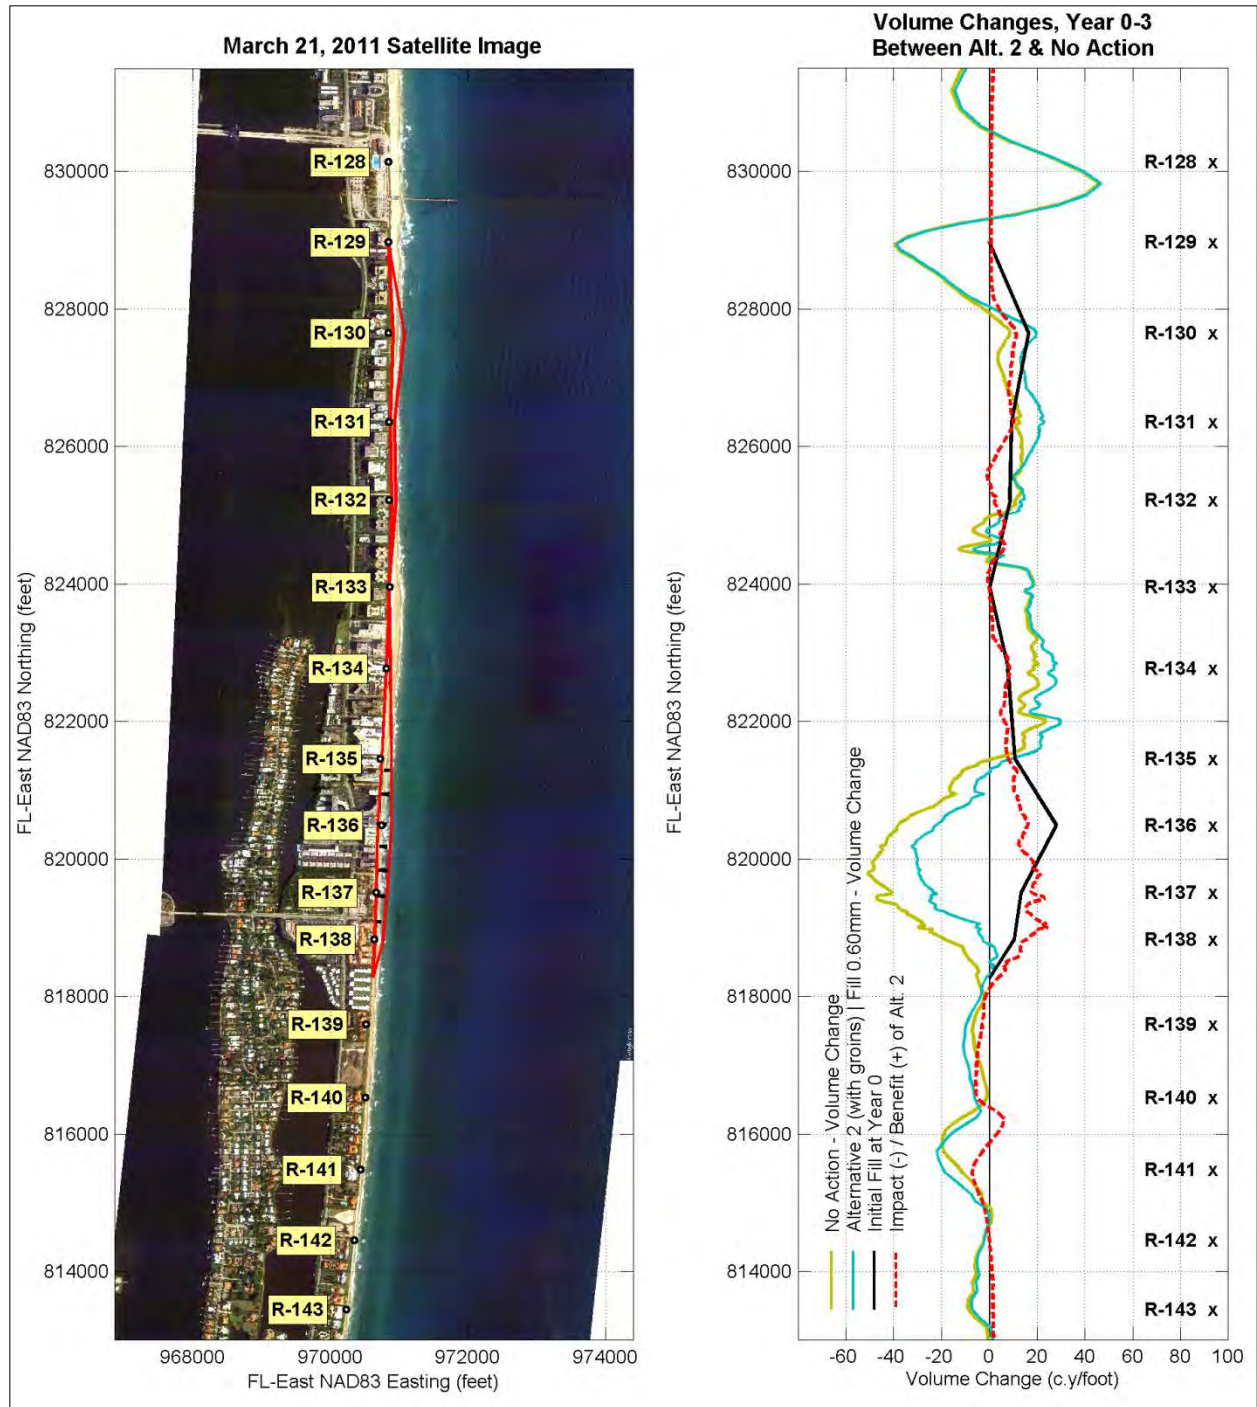 March 21, 2011 Satellite Image
830000
828000
826000
824000
822000
820000
818000
816000
814000
FL-East NAD83 Northing (feet)
R-128
R-129
R-130
R-131
R-132
R-133
R-134
R-135
R-136
R-137
R-138
R-139
R-140
R-141
R-142
R-143
968000 970000 972000 974000
FL-East NAD83 Easting (feet)
Volume Changes, Year 0-3
Between Alt. 2 & No Action
830000
828000
826000
824000
822000
820000
818000
816000
814000
FL-East NAD83 Northing (feet)
No Action - Volume Change
Alternative 2 (with groins) | Fill 0.60mm - Volume Change
Initial Fill at Year 0
Impact (-) / Benefit (+) of Alt. 2
R-128 x
R-129 x
R-130 x
R-131 x
R-132 x
R-133 x
R-134 x
R-135 x
R-136 x
R-137 x
R-138 x
R-139 x
R-140 x
R-141 x
R-142 x
R-143 x
-60 -40 -20 0 20 40 60 80 100
Volume Change (c.y/foot)